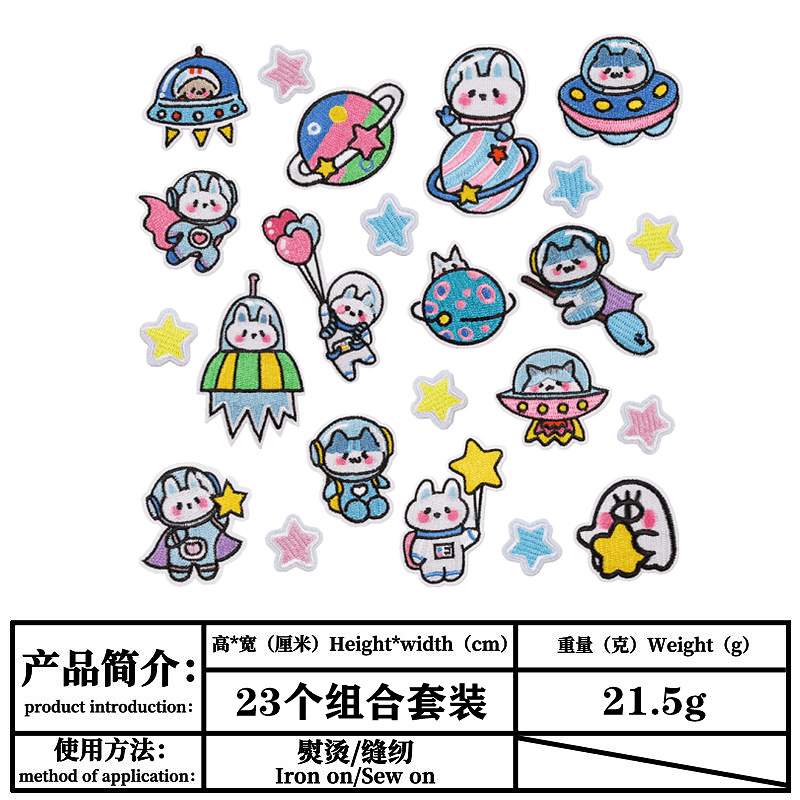 产品简介：
product introduction：
高*宽（厘米）Height*width（cm）
重量（克）Weight（g）
23个组合套装
21.5g
使用方法：
method of application：
熨烫/缝纫
Iron on/Sew on